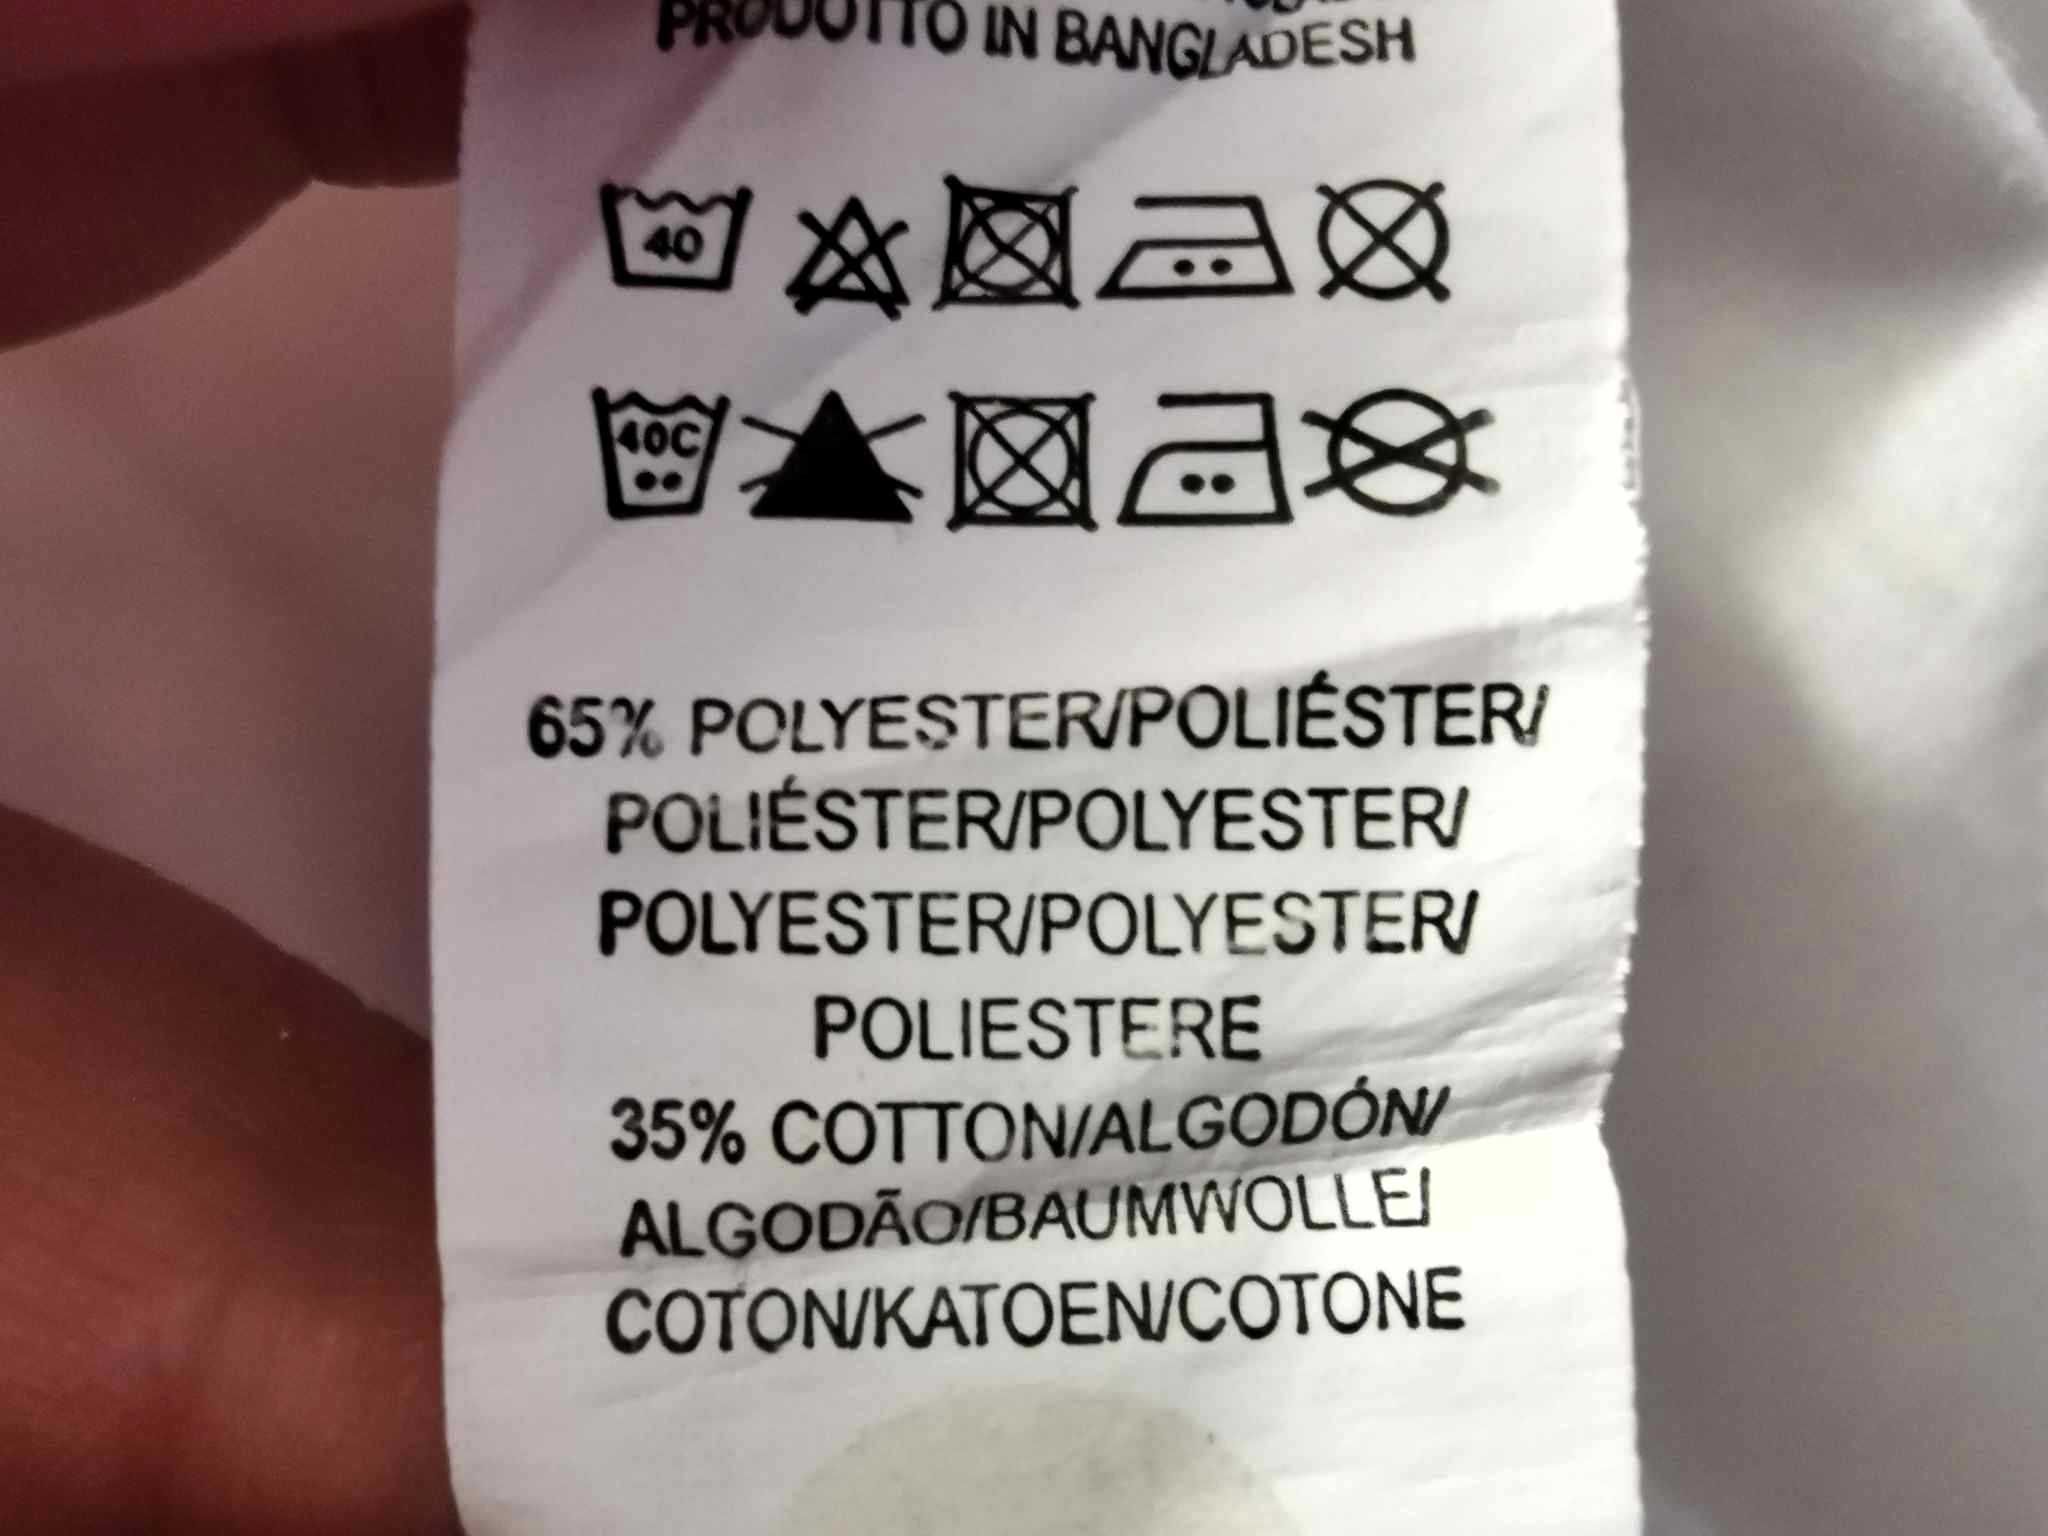 PRODOTTO IN BANGLADESH
40
40C
65% POLYESTER/POLIÉSTER/
POLIÉSTER/POLYESTER/
POLYESTER/POLYESTER/
POLIESTERE
35% COTTON/ALGODÓN/
ALGODÃO/BAUMWOLLE/
COTON/KATOEN/COTONE